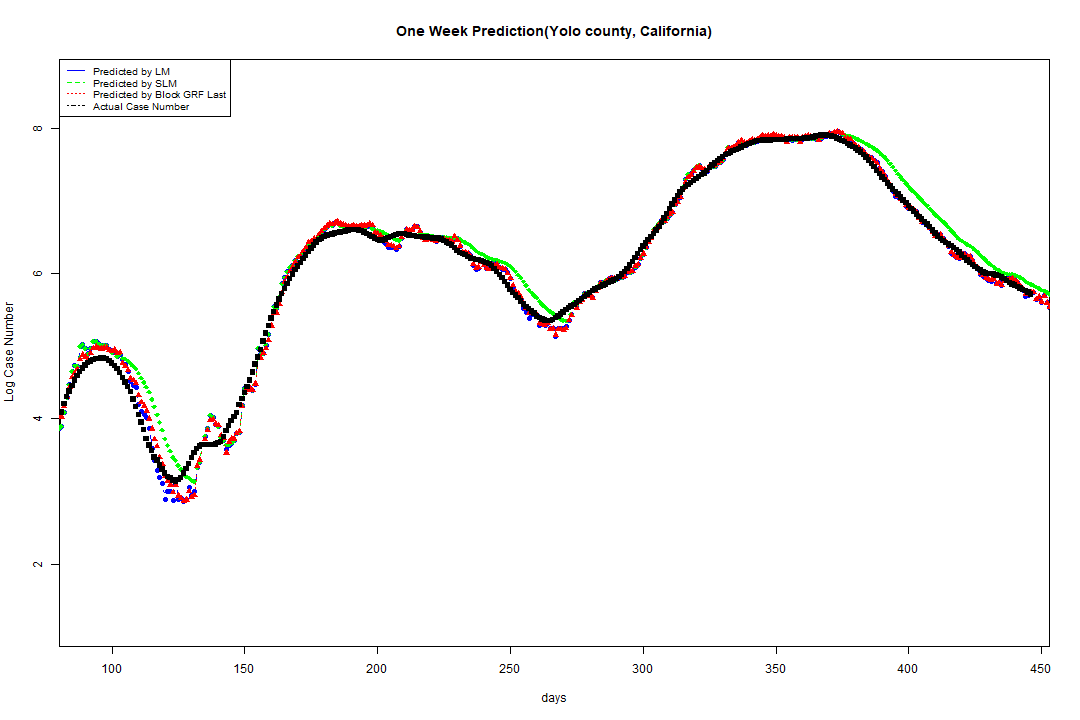 One Week Prediction(Yolo county, California)
Predicted by LM
Predicted by SLM
Predicted by Block GRF Last
Actual Case Number
8
6
4
2
Log Case Number
100 150 200 250 300 350 400 450
days